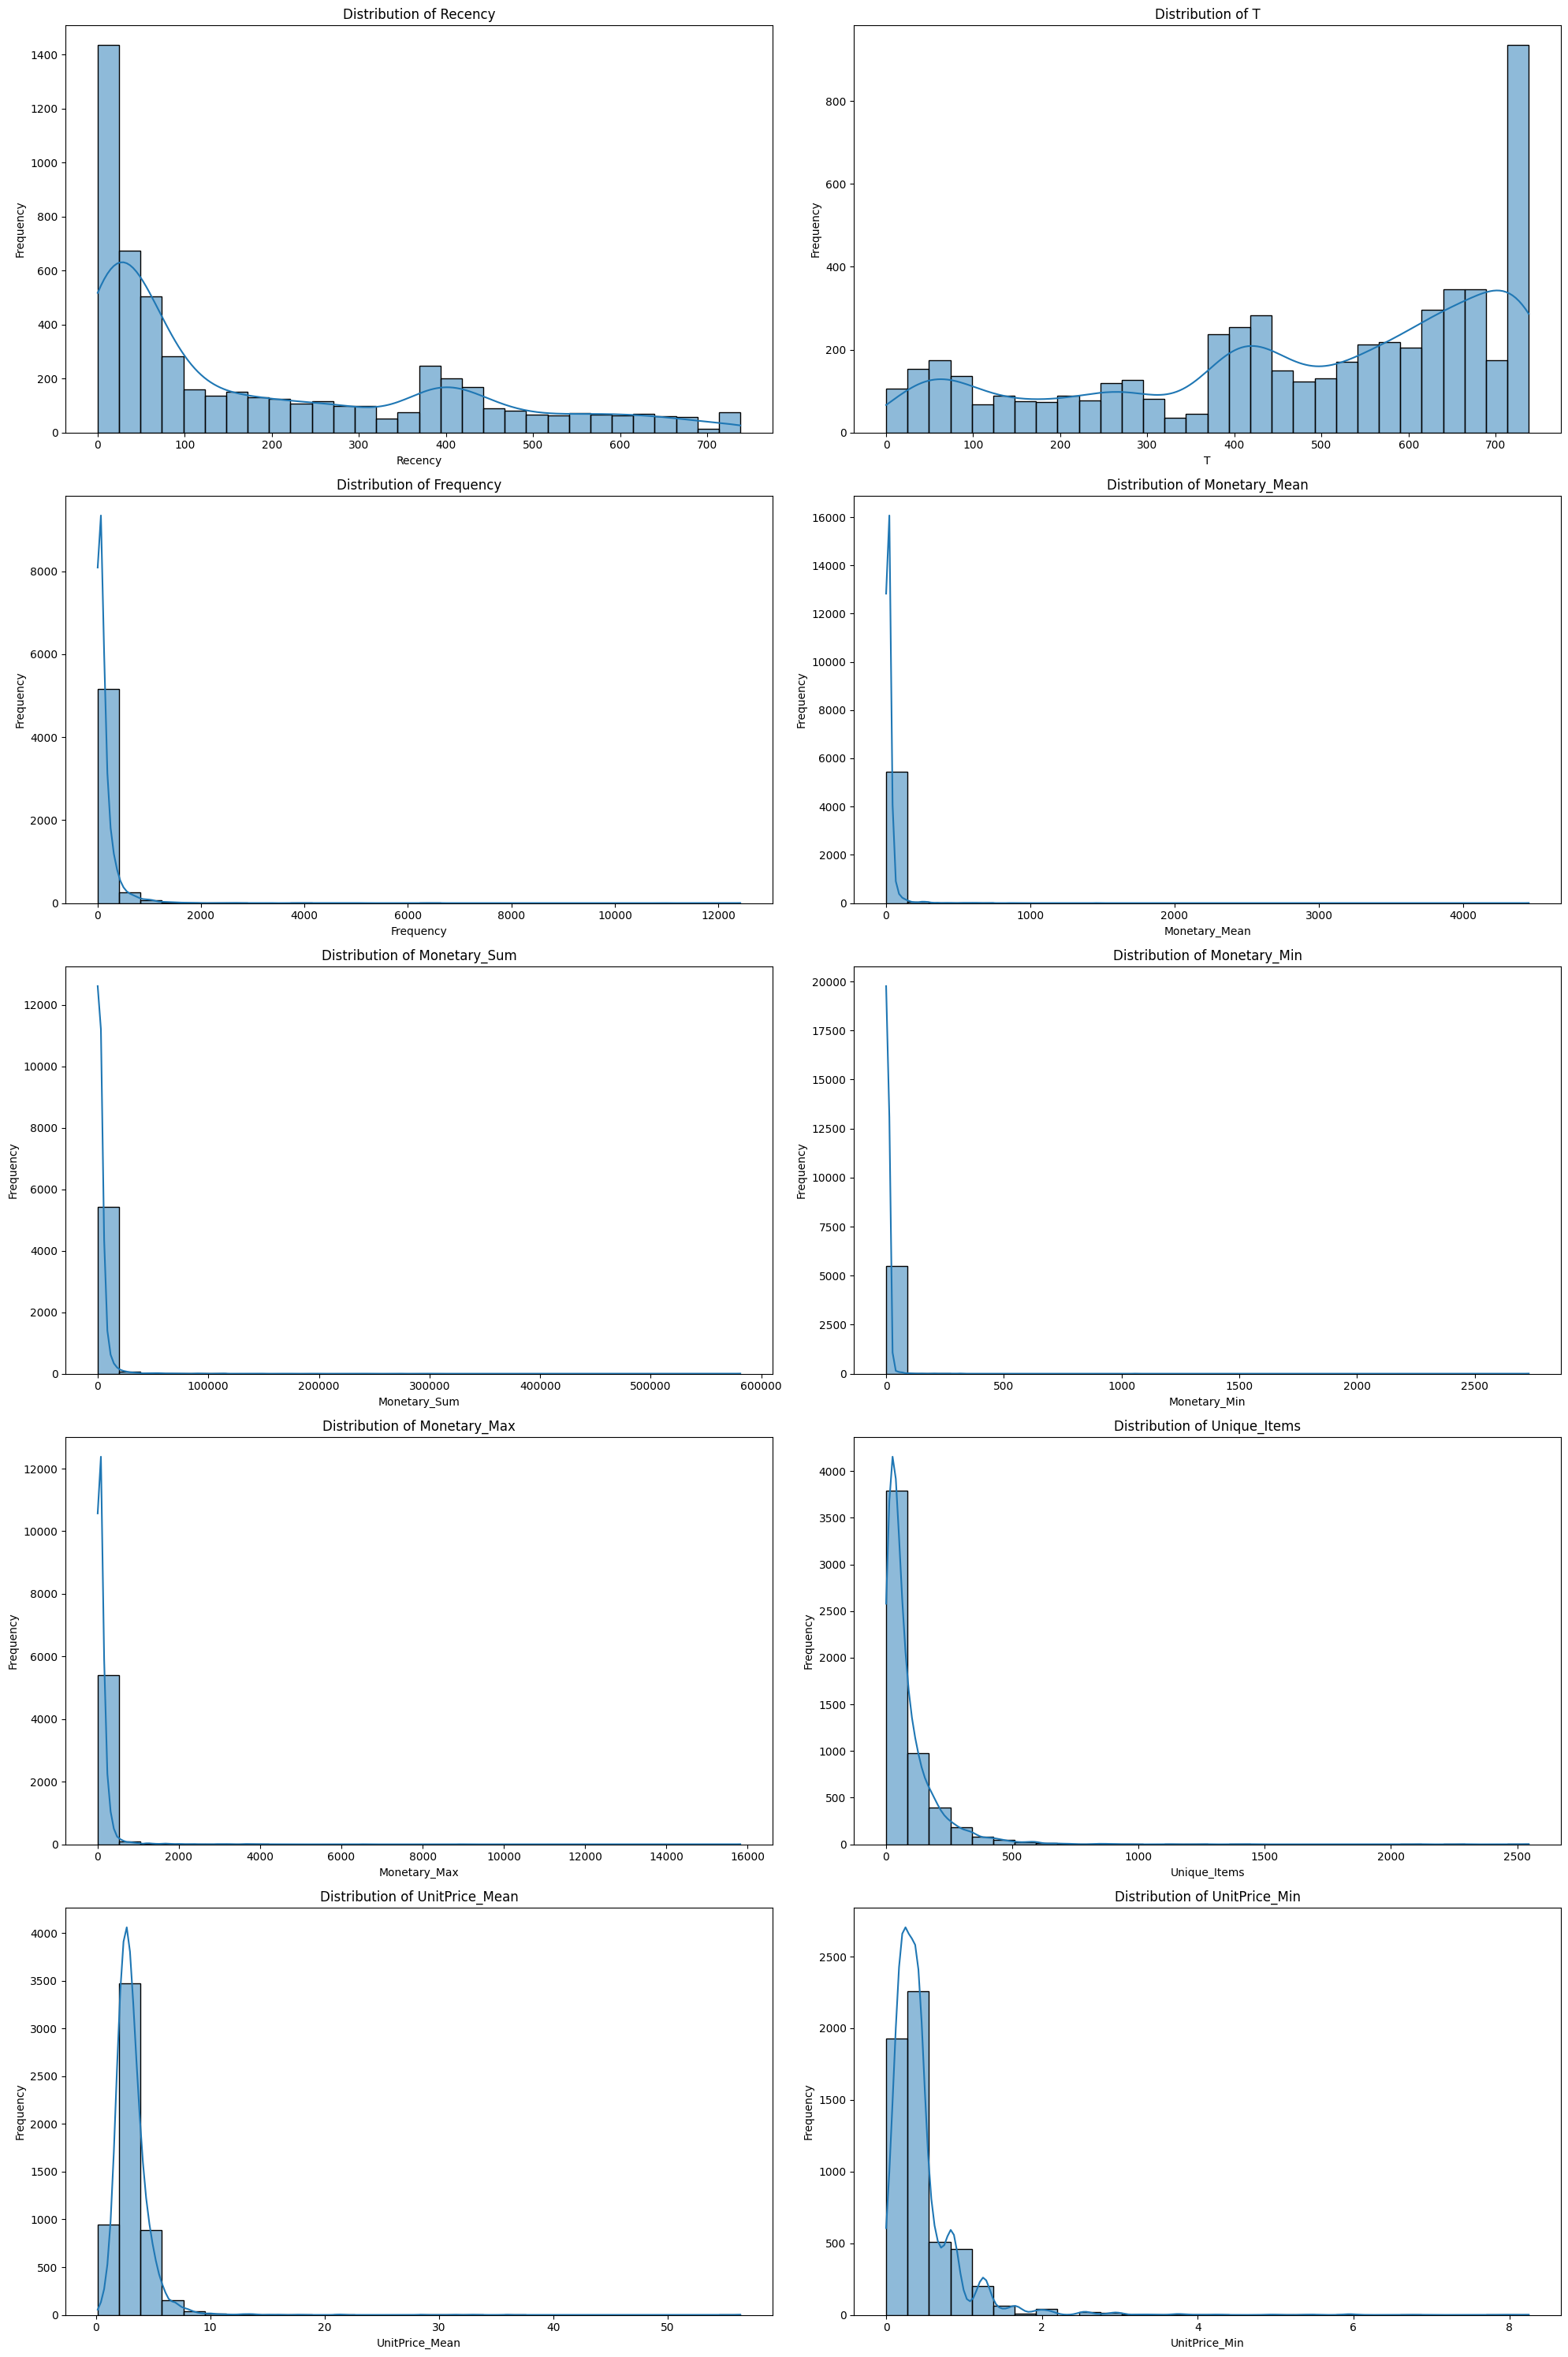 Distribution of Recency
1400
1200
1000
800
600
400
200
0
Frequency
0 100 200 300 400 500 600 700
Recency
Distribution of T
800
600
400
200
0
Frequency
0 100 200 300 400 500 600 700
T
Distribution of Frequency
8000
6000
4000
2000
0
Frequency
0 2000 4000 6000 8000 10000 12000
Frequency
Distribution of Monetary_Mean
16000
14000
12000
10000
8000
6000
4000
2000
0
Frequency
0 1000 2000 3000 4000
Monetary_Mean
Distribution of Monetary_Sum
12000
10000
8000
6000
4000
2000
0
Frequency
0 100000 200000 300000 400000 500000 600000
Monetary_Sum
Distribution of Monetary_Min
20000
17500
15000
12500
10000
7500
5000
2500
0
Frequency
0 500 1000 1500 2000 2500
Monetary_Min
Distribution of Monetary_Max
12000
10000
8000
6000
4000
2000
0
Frequency
0 2000 4000 6000 8000 10000 12000 14000 16000
Monetary_Max
Distribution of Unique_Items
4000
3500
3000
2500
2000
1500
1000
500
0
Frequency
0 500 1000 1500 2000 2500
Unique_Items
Distribution of UnitPrice_Mean
4000
3500
3000
2500
2000
1500
1000
500
0
Frequency
0 10 20 30 40 50
UnitPrice_Mean
Distribution of UnitPrice_Min
2500
2000
1500
1000
500
0
Frequency
0 2 4 6 8
UnitPrice_Min